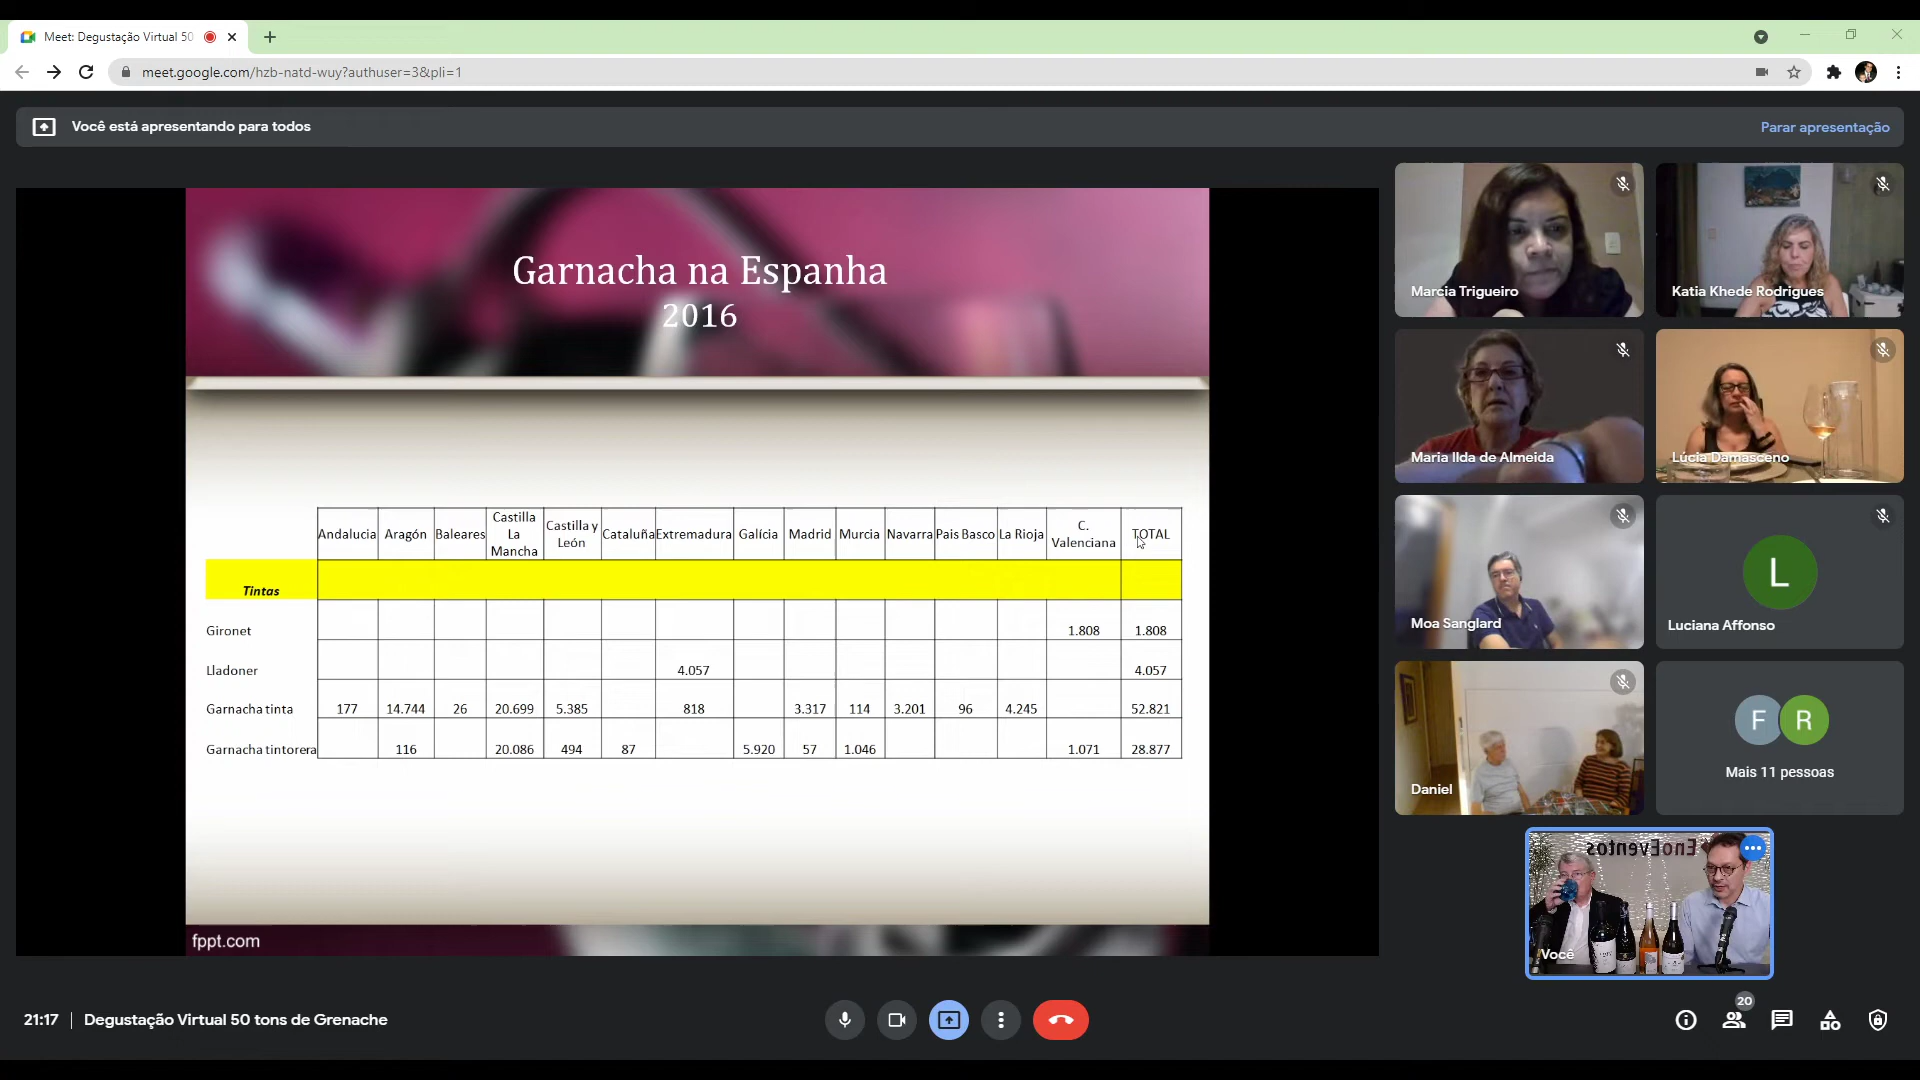 Meet: Degustação Virtual 50
meet.google.com/hzb-natd-wuy?authuser=3&pli=1
Você está apresentando para todos
Parar apresentação
Garnacha na Espanha
2016
Andalucia Aragón Baleares Castilla La Mancha Castilla y León Cataluña Extremadura Galícia Madrid Murcia Navarra Pais Basco La Rioja C. Valenciana TOTAL
Tintas
Gironet 1.808 1.808
Lladoner 4.057 4.057
Garnacha tinta 177 14.744 26 20.699 5.385 818 3.317 114 3.201 96 4.245 52.821
Garnacha tintorera 116 20.086 494 87 5.920 57 1.046 1.071 28.877
fppt.com
Marcia Trigueiro
Katia Khede Rodrigues
Maria Ilda de Almeida
Lúcia Damasceno
Moa Sanglard
L
Luciana Affonso
Daniel
F R
Mais 11 pessoas
EnoEventos
Você
21:17 | Degustação Virtual 50 tons de Grenache
20